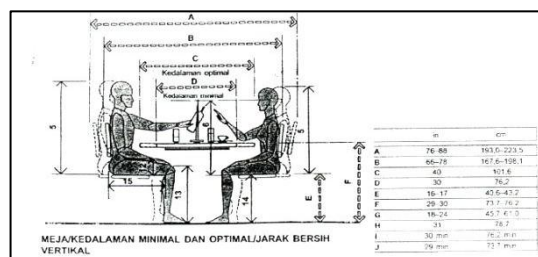 A
B
C
Kedalaman optimal
D
Kedalaman minimal
5
6
5
15
13
14
E
F
MEJA/KEDALAMAN MINIMAL DAN OPTIMAL/JARAK BERSIH
VERTIKAL
in cm
A 76-88 193,0-223,5
B 66-78 167,6-198,1
C 40 101,6
D 30 76,2
E 16-17 40,6-43,2
F 29-30 73,7-76,2
G 18-24 45,7-61,0
H 31 78,7
I 30 min 76,2 min
J 29 min 73,7 min